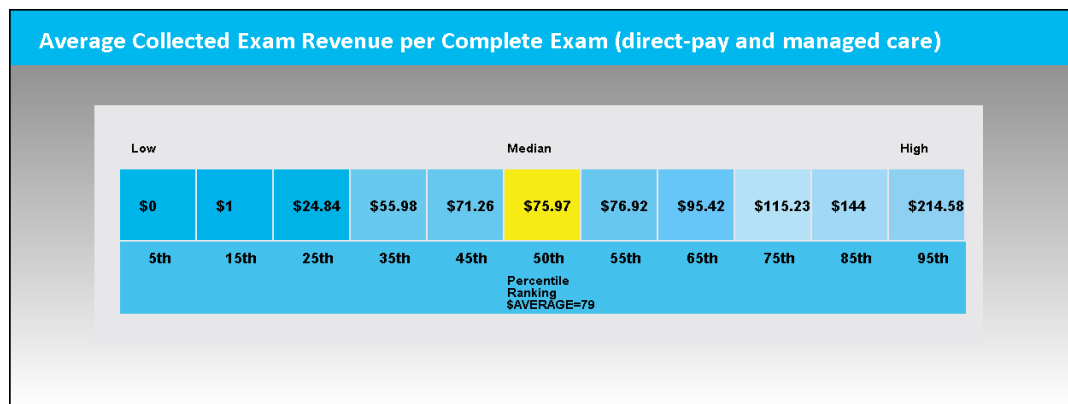 Average Collected Exam Revenue per Complete Exam (direct-pay and managed care)
Low Median High
$0 $1 $24.84 $55.98 $71.26 $75.97 $76.92 $95.42 $115.23 $144 $214.58
5th 15th 25th 35th 45th 50th 55th 65th 75th 85th 95th
Percentile
Ranking
$AVERAGE=79